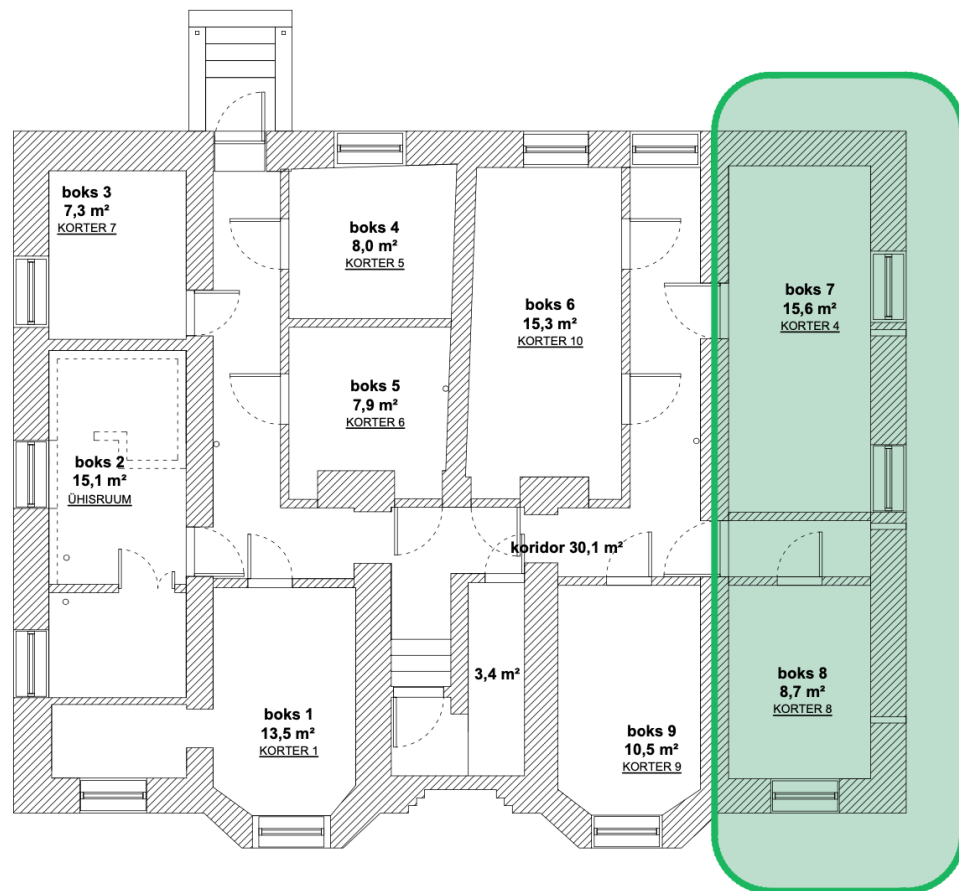 boks 3
7,3 m²
KORTER 7
boks 4
8,0 m²
KORTER 5
boks 6
15,3 m²
KORTER 10
boks 7
15,6 m²
KORTER 4
boks 5
7,9 m²
KORTER 6
boks 2
15,1 m²
ÜHISRUUM
koridor 30,1 m²
3,4 m²
boks 1
13,5 m²
KORTER 1
boks 9
10,5 m²
KORTER 9
boks 8
8,7 m²
KORTER 8